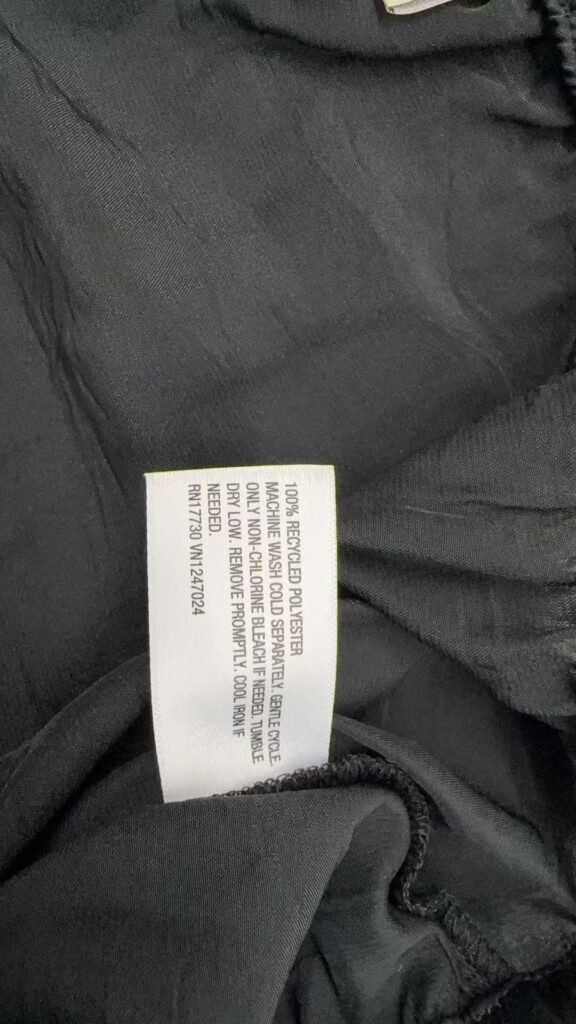 100% RECYCLED POLYESTER
MACHINE WASH COLD SEPARATELY. GENTLE CYCLE.
ONLY NON-CHLORINE BLEACH IF NEEDED. TUMBLE
DRY LOW. REMOVE PROMPTLY. COOL IRON IF
NEEDED.
RN17730 VN1247024